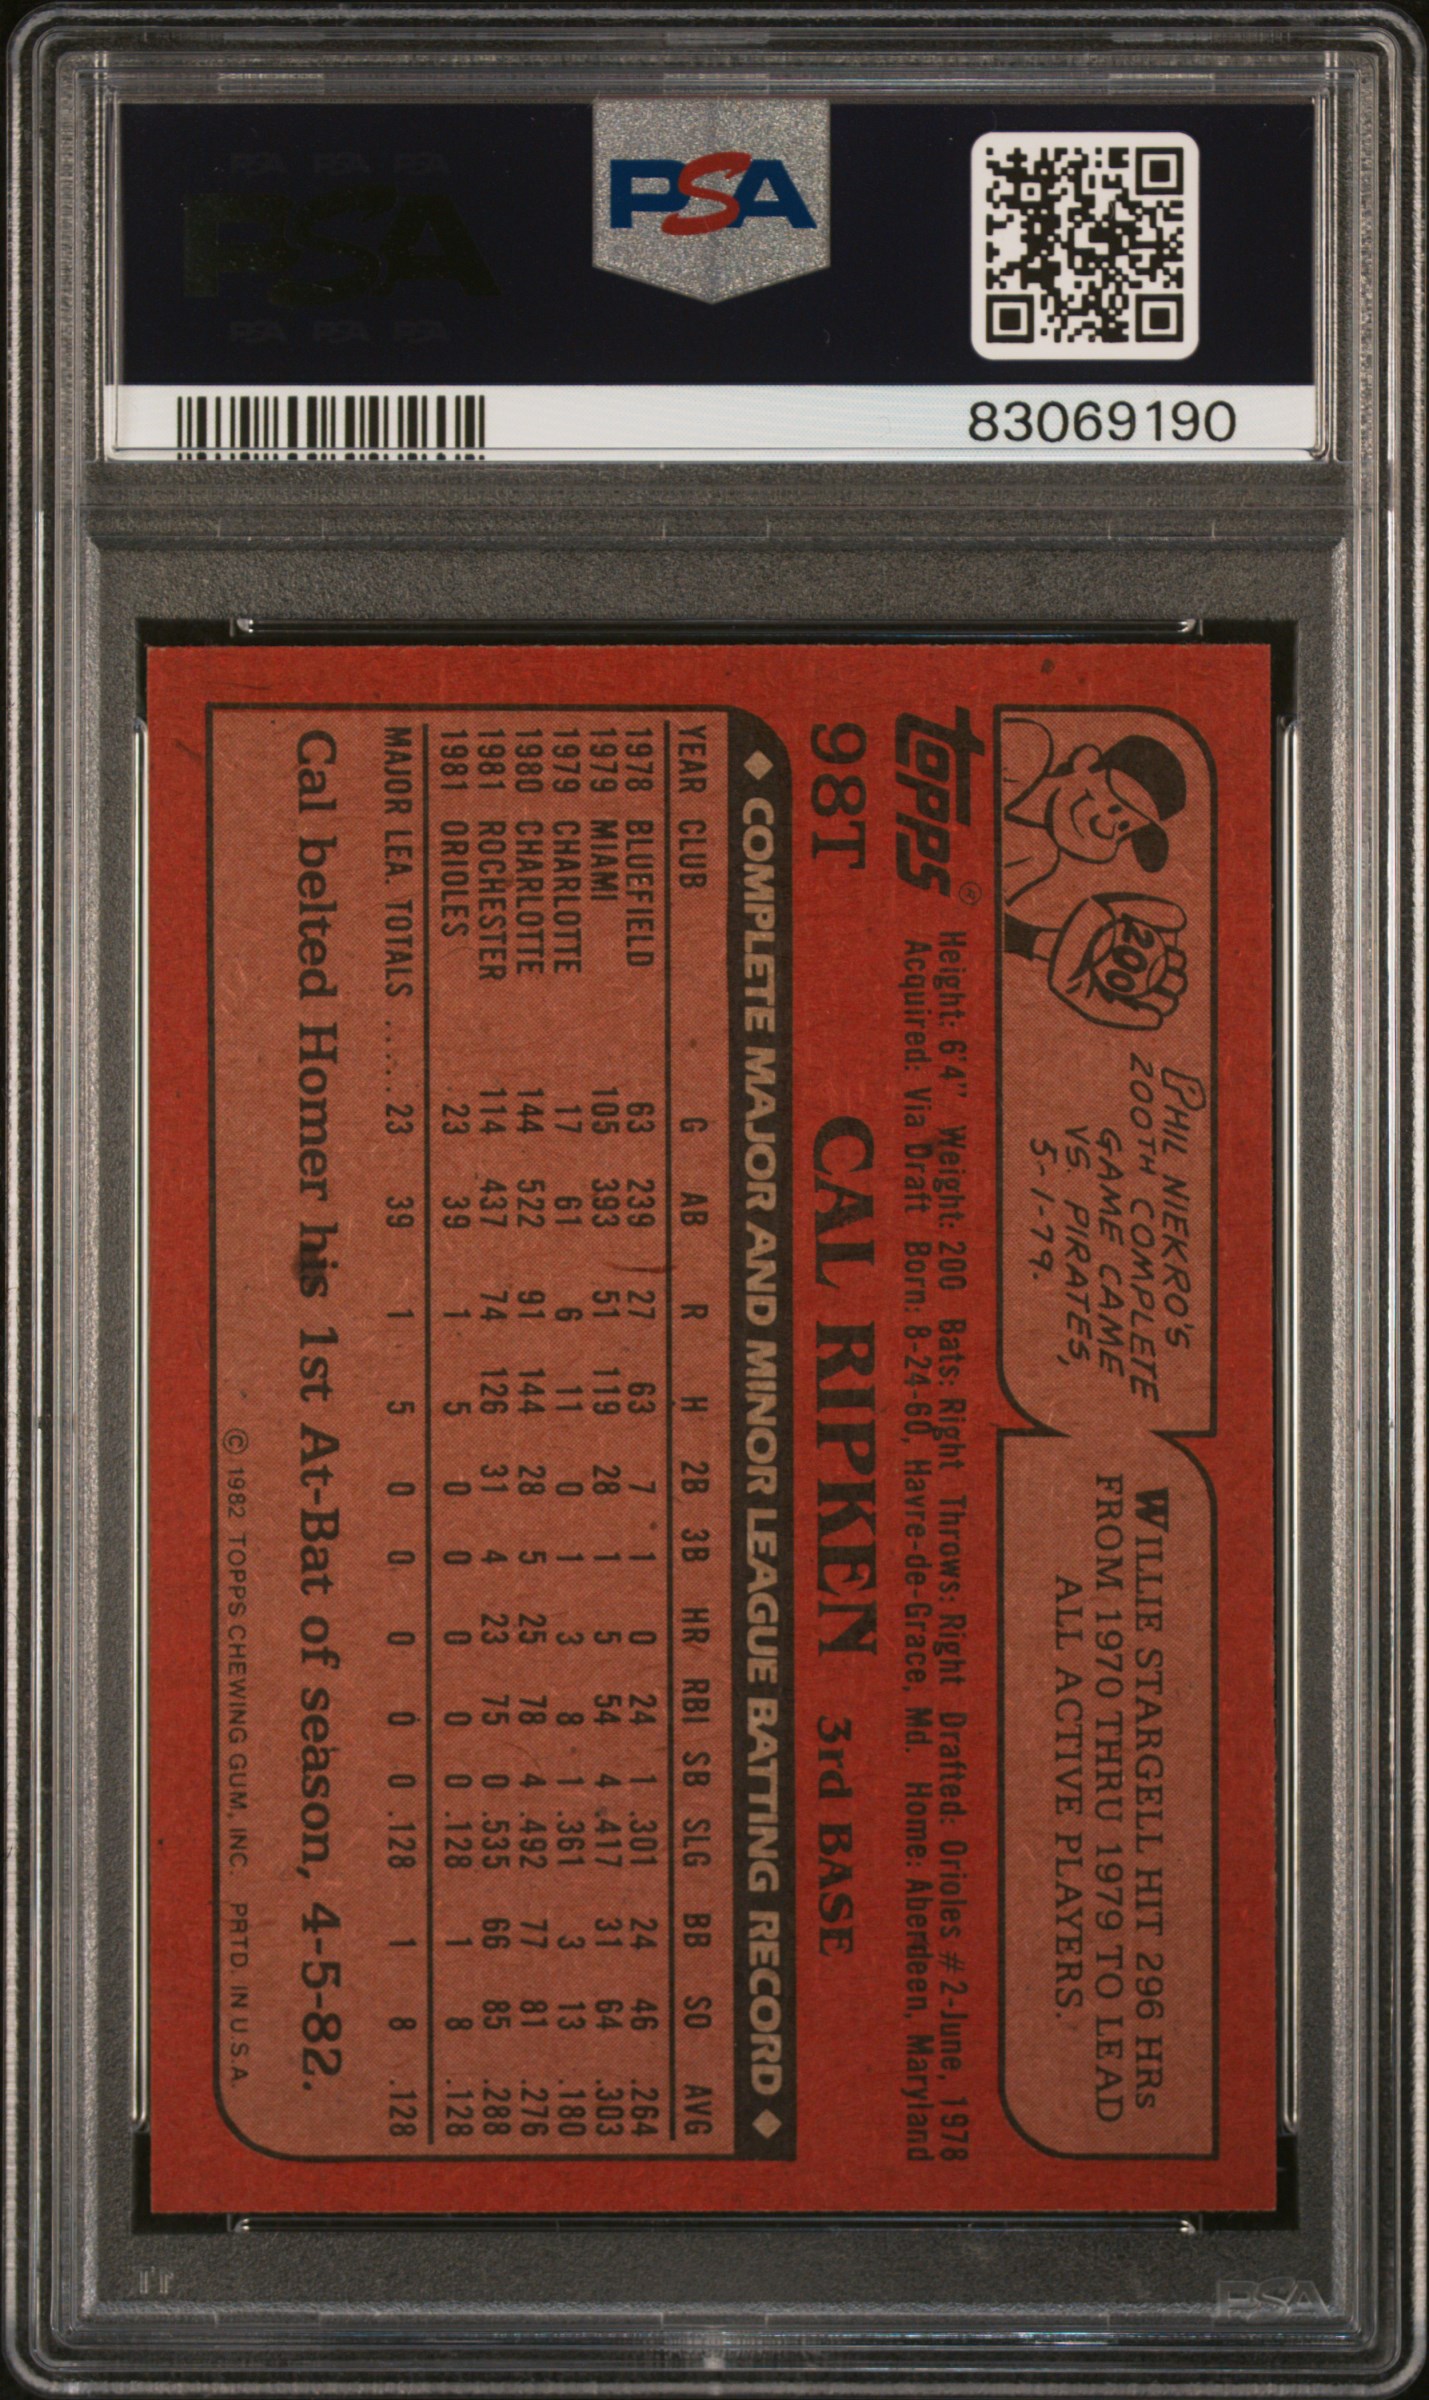 PSA PSA PSA
PSA
PSA PSA PSA
PSA
83069190
PHIL NIEKRO'S
200TH COMPLETE
GAME CAME
VS. PIRATES,
5-1-79.
200
WILLIE STARGELL HIT 296 HRs
FROM 1970 THRU 1979 TO LEAD
ALL ACTIVE PLAYERS.
TOPPS®
Height: 6'4" Weight: 200 Bats: Right Throws: Right Drafted: Orioles #2-June, 1978
Acquired: Via Draft Born: 8-24-60, Havre-de-Grace, Md. Home: Aberdeen, Maryland
98T CAL RIPKEN 3rd BASE
◆ COMPLETE MAJOR AND MINOR LEAGUE BATTING RECORD ◆
YEAR CLUB G AB R H 2B 3B HR RBI SB SLG BB SO AVG
1978 BLUEFIELD 63 239 27 63 7 1 0 24 1 .301 24 46 .264
1979 MIAMI 105 393 51 119 28 1 5 54 4 .417 31 64 .303
1979 CHARLOTTE 17 61 6 11 0 1 3 8 1 .361 3 13 .180
1980 CHARLOTTE 144 522 91 144 28 5 25 78 4 .492 77 81 .276
1981 ROCHESTER 114 437 74 126 31 4 23 75 0 .535 66 85 .288
1981 ORIOLES 23 39 1 5 0 0 0 0 0 .128 1 8 .128
MAJOR LEA. TOTALS ..... 23 39 1 5 0 0 0 0 0 .128 1 8 .128
Cal belted Homer his 1st At-Bat of season, 4-5-82.
© 1982 TOPPS CHEWING GUM, INC. PRTD. IN U.S.A.
PSA